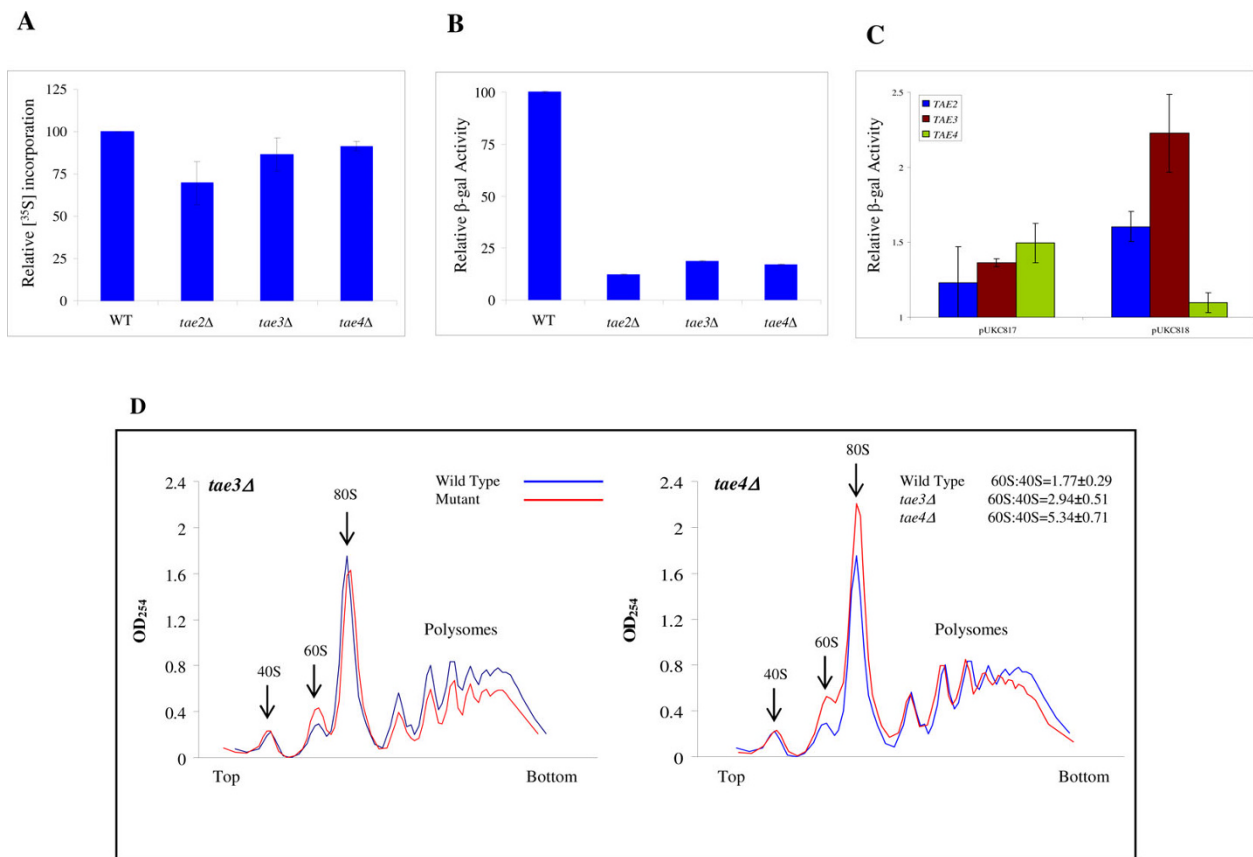 A
Relative [³⁵S] incorporation
125
100
75
50
25
0
WT
tae2Δ
tae3Δ
tae4Δ
B
Relative β-gal Activity
100
75
50
25
0
WT
tae2Δ
tae3Δ
tae4Δ
C
Relative β-gal Activity
2.5
2
1.5
1
TAE2
TAE3
TAE4
pUKC817
pUKC818
D
tae3Δ
Wild Type
Mutant
OD₂₅₄
2.4
2
1.6
1.2
0.8
0.4
0
40S
60S
80S
Polysomes
Top
Bottom
tae4Δ
Wild Type 60S:40S=1.77±0.29
tae3Δ 60S:40S=2.94±0.51
tae4Δ 60S:40S=5.34±0.71
OD₂₅₄
2.4
2
1.6
1.2
0.8
0.4
0
40S
60S
80S
Polysomes
Top
Bottom